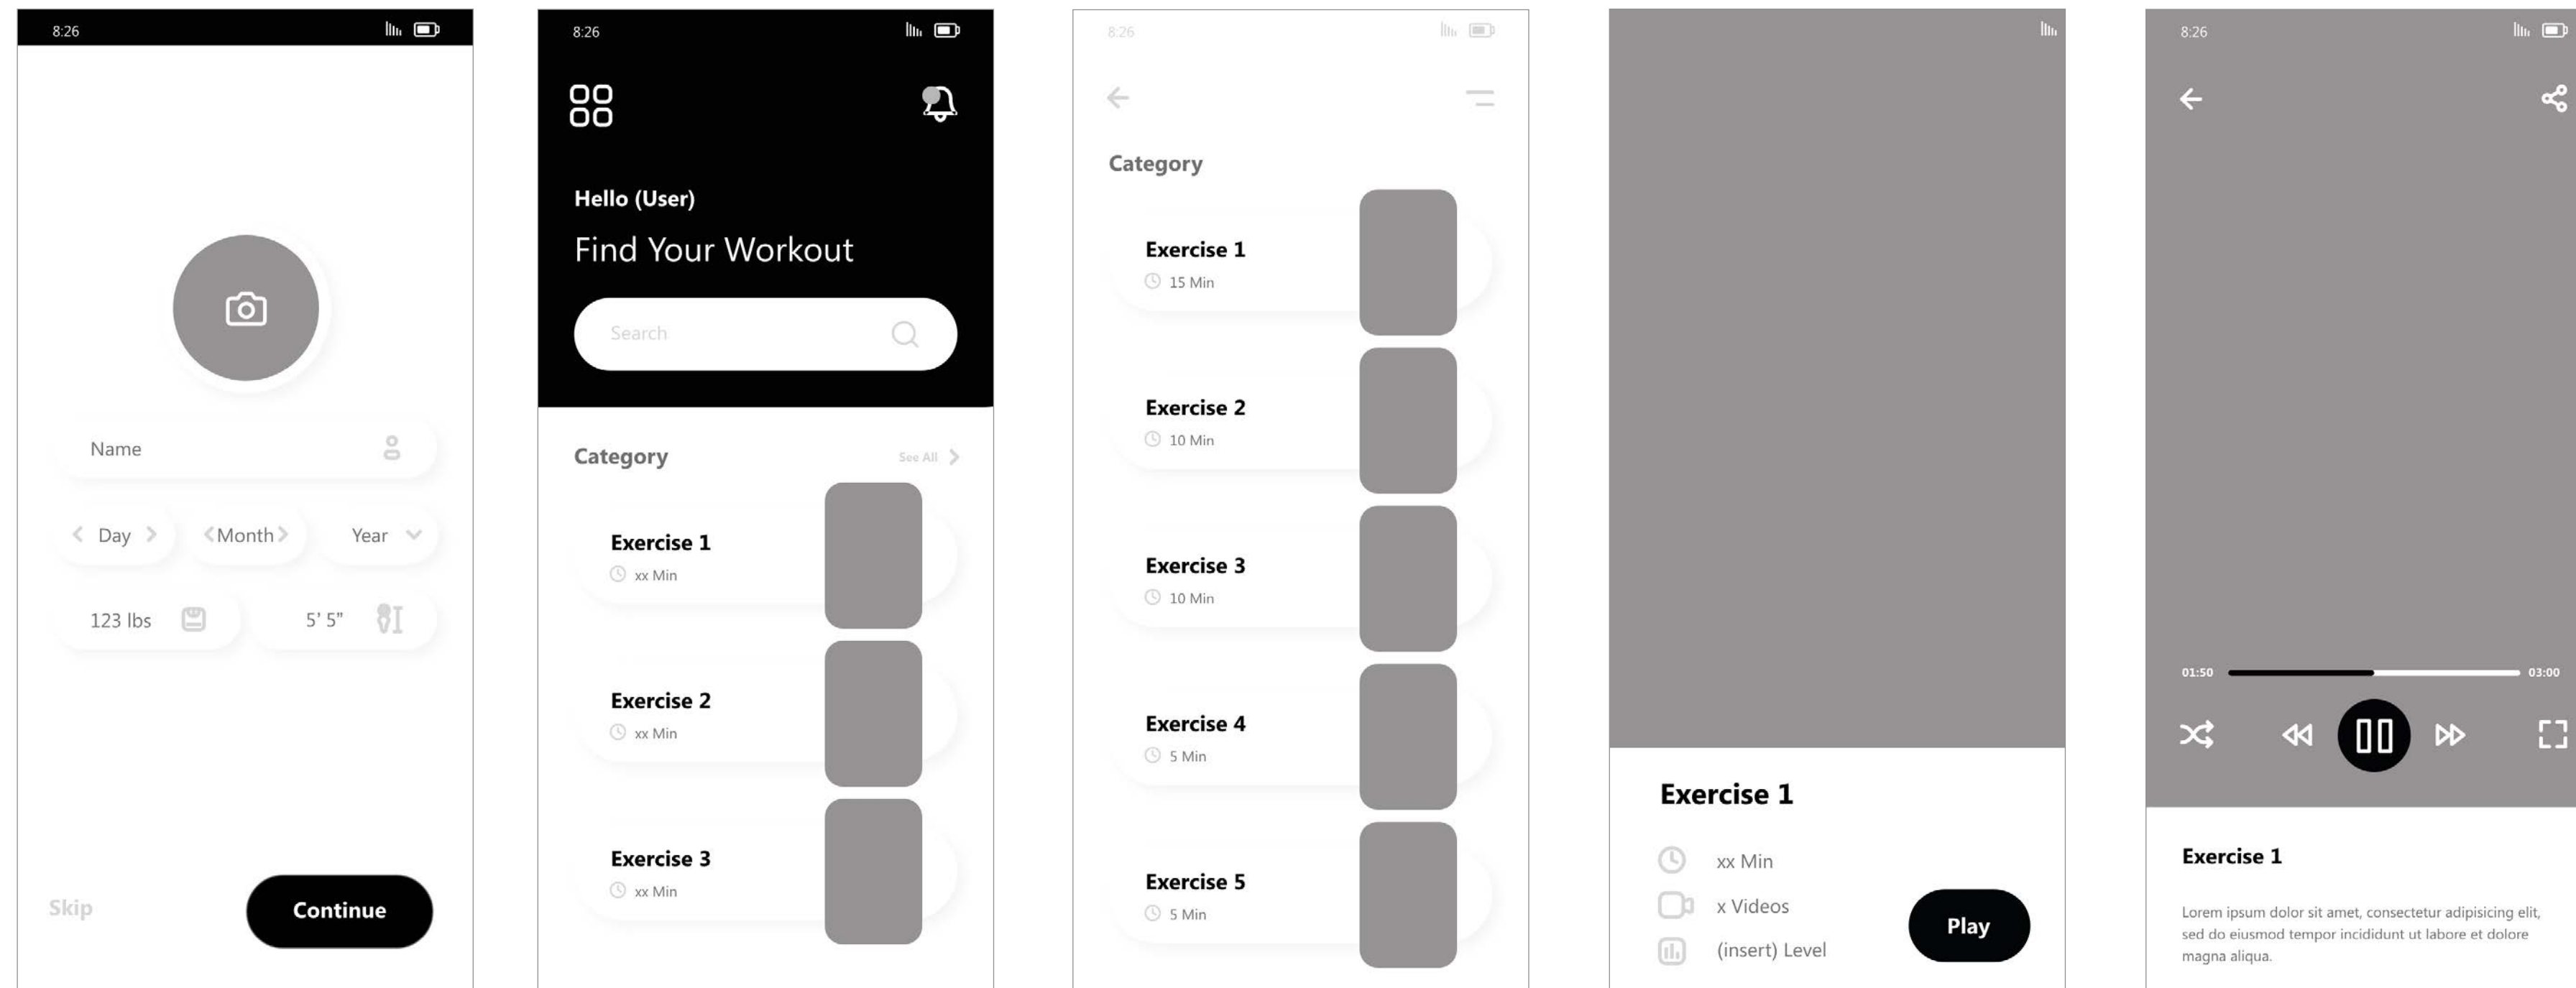 8:26
Name
Day
Month
Year
123 lbs
5' 5"
Skip
Continue
8:26
Hello (User)
Find Your Workout
Search
Category
See All
Exercise 1
xx Min
Exercise 2
xx Min
Exercise 3
xx Min
8:26
Category
Exercise 1
15 Min
Exercise 2
10 Min
Exercise 3
10 Min
Exercise 4
5 Min
Exercise 5
5 Min
Exercise 1
xx Min
x Videos
(insert) Level
Play
8:26
01:50
03:00
Exercise 1
Lorem ipsum dolor sit amet, consectetur adipisicing elit,
sed do eiusmod tempor incididunt ut labore et dolore
magna aliqua.